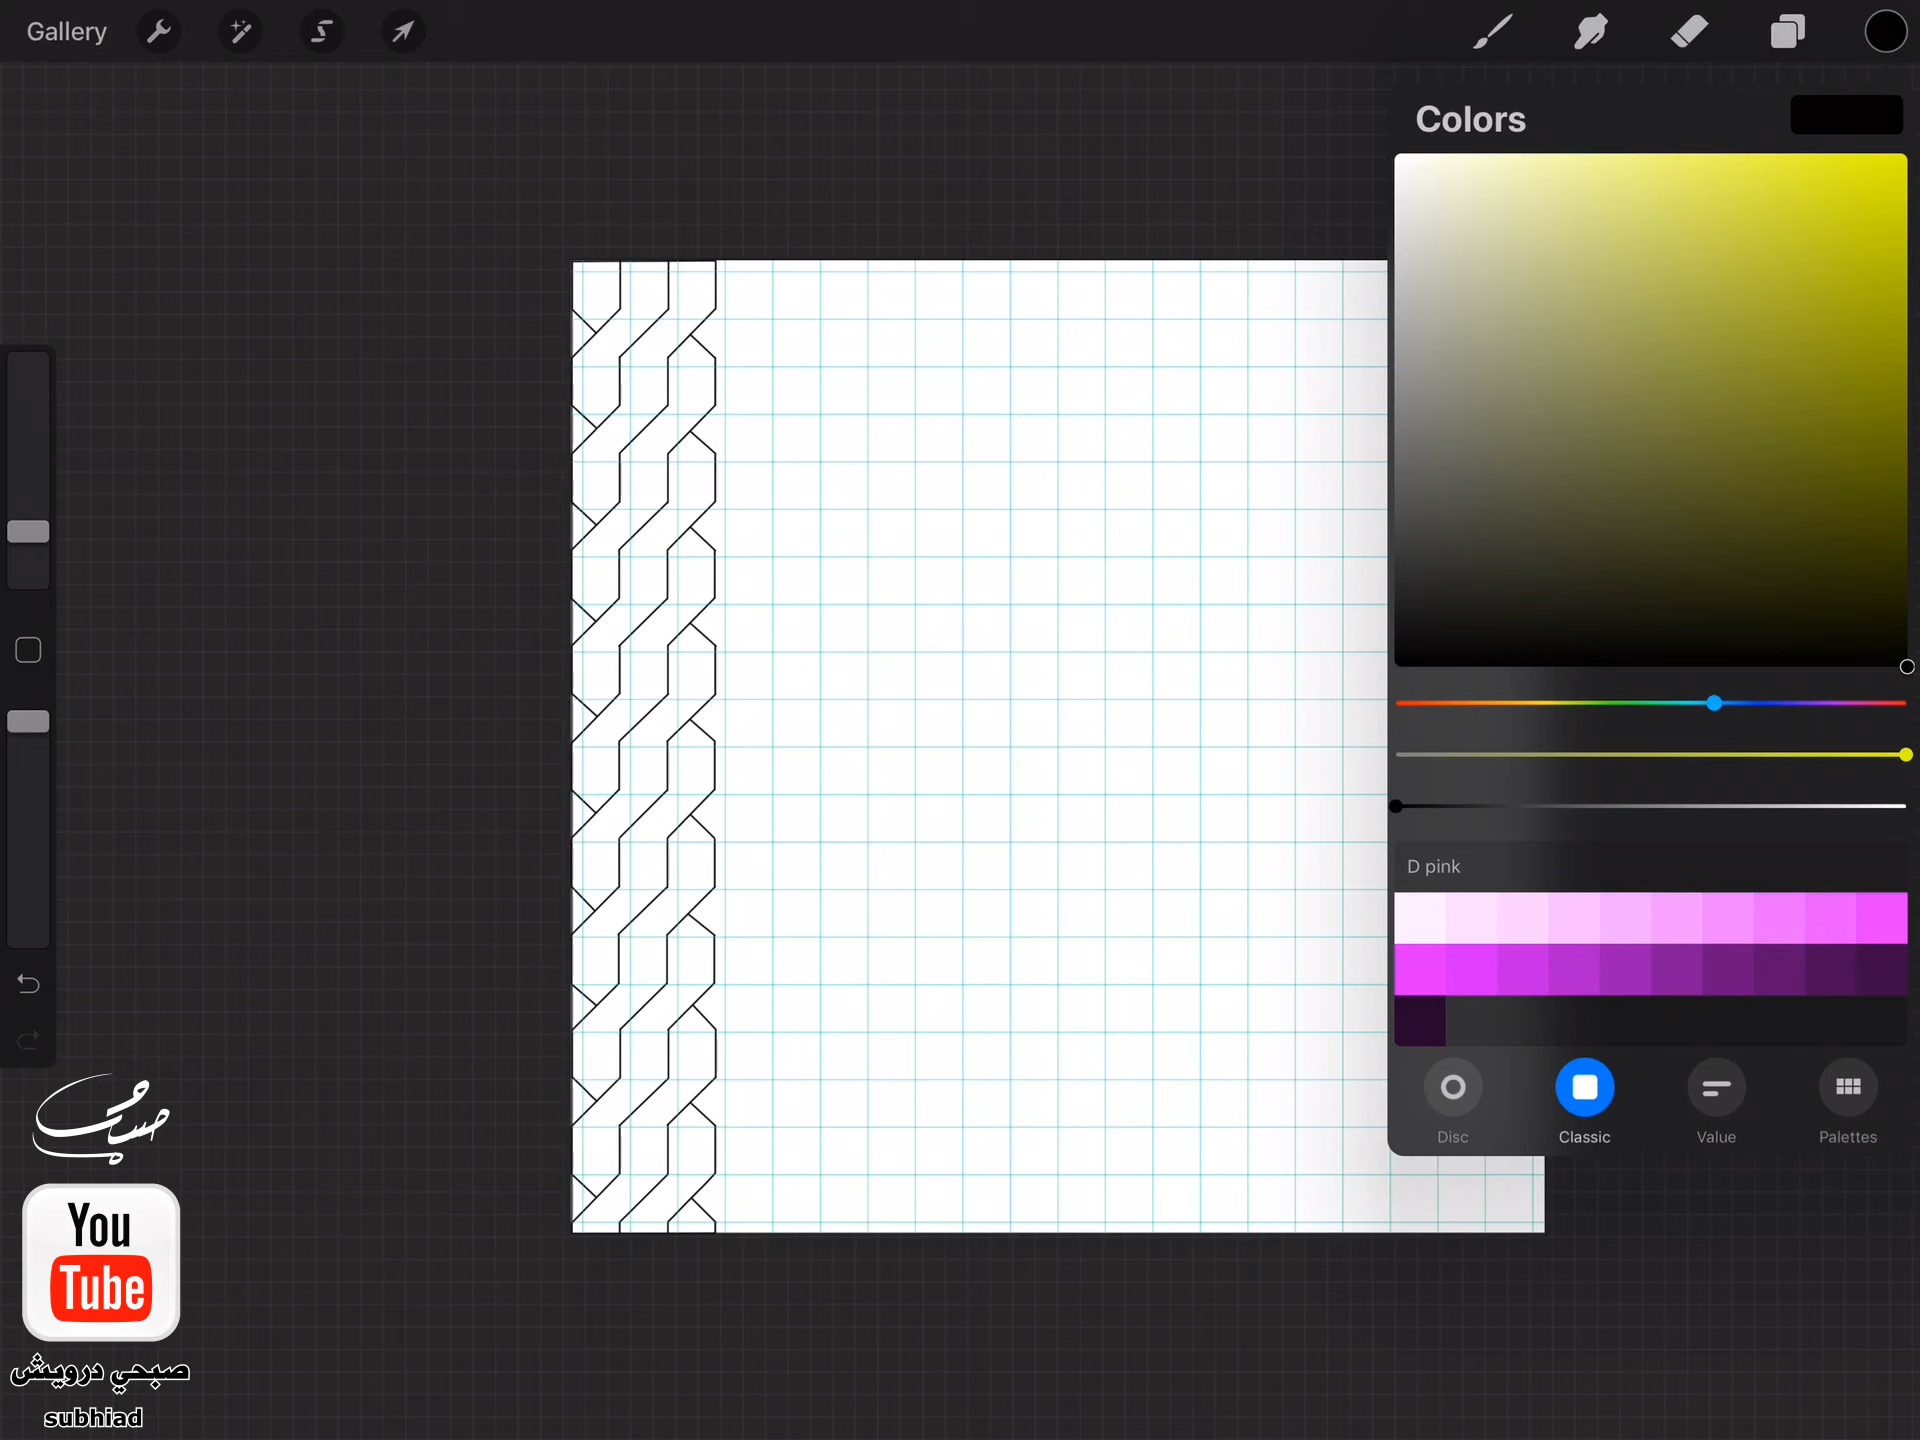 Gallery
Colors
D pink
Disc
Classic
Value
Palettes
You
Tube
صبحي درويش
subhiad